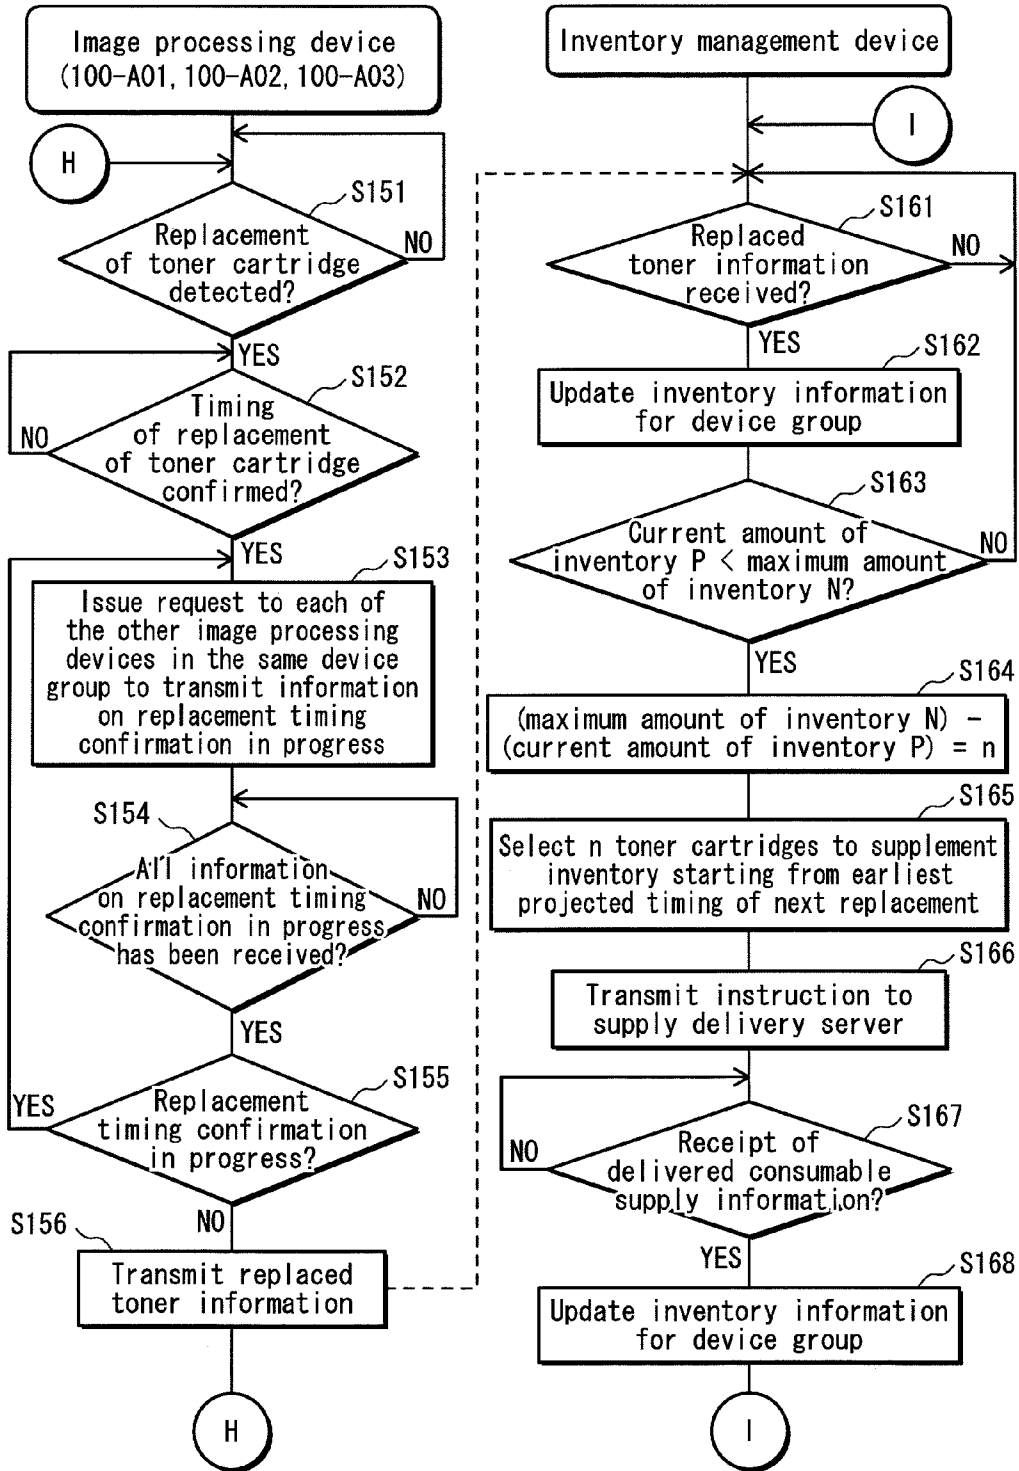 Image processing device
(100-A01, 100-A02, 100-A03)
H
S151
Replacement
of toner cartridge
detected?
NO
YES
S152
Timing
of replacement
of toner cartridge
confirmed?
NO
YES
S153
Issue request to each of
the other image processing
devices in the same device
group to transmit information
on replacement timing
confirmation in progress
S154
All information
on replacement timing
confirmation in progress
has been received?
NO
YES
S155
Replacement
timing confirmation
in progress?
YES
NO
S156
Transmit replaced
toner information
H
Inventory management device
I
S161
Replaced
toner information
received?
NO
YES
S162
Update inventory information
for device group
S163
Current amount of
inventory P < maximum amount
of inventory N?
NO
YES
S164
(maximum amount of inventory N) −
(current amount of inventory P) = n
S165
Select n toner cartridges to supplement
inventory starting from earliest
projected timing of next replacement
S166
Transmit instruction to
supply delivery server
S167
Receipt of
delivered consumable
supply information?
NO
YES
S168
Update inventory information
for device group
I